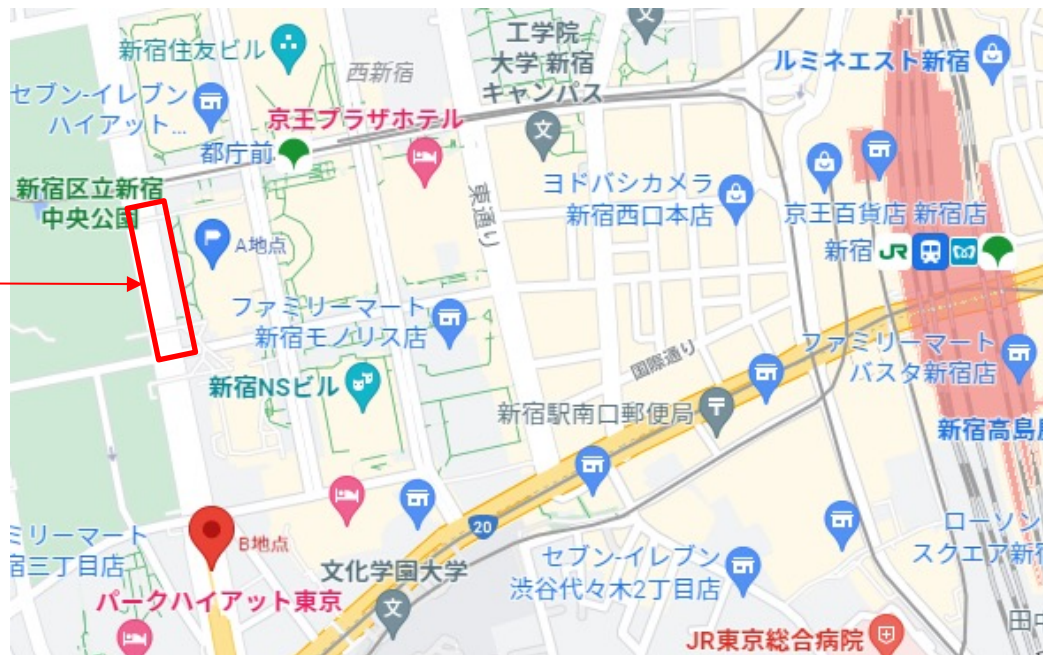 新宿住友ビル
工学院
大学 新宿
キャンパス
ルミネエスト新宿
西新宿
セブン-イレブン
ハイアット...
京王プラザホテル
都庁前
新宿区立新宿
中央公園
東通り
ヨドバシカメラ
新宿西口本店
京王百貨店 新宿店
新宿 JR
A地点
ファミリーマート
新宿モノリス店
国際通り
ファミリーマート
バスタ新宿店
新宿NSビル
新宿駅南口郵便局
新宿高島
20
B地点
ミリーマート
宿三丁目店
文化学園大学
セブン-イレブン
渋谷代々木2丁目店
ローソン
スクエア新宿
パークハイアット東京
JR東京総合病院
田中